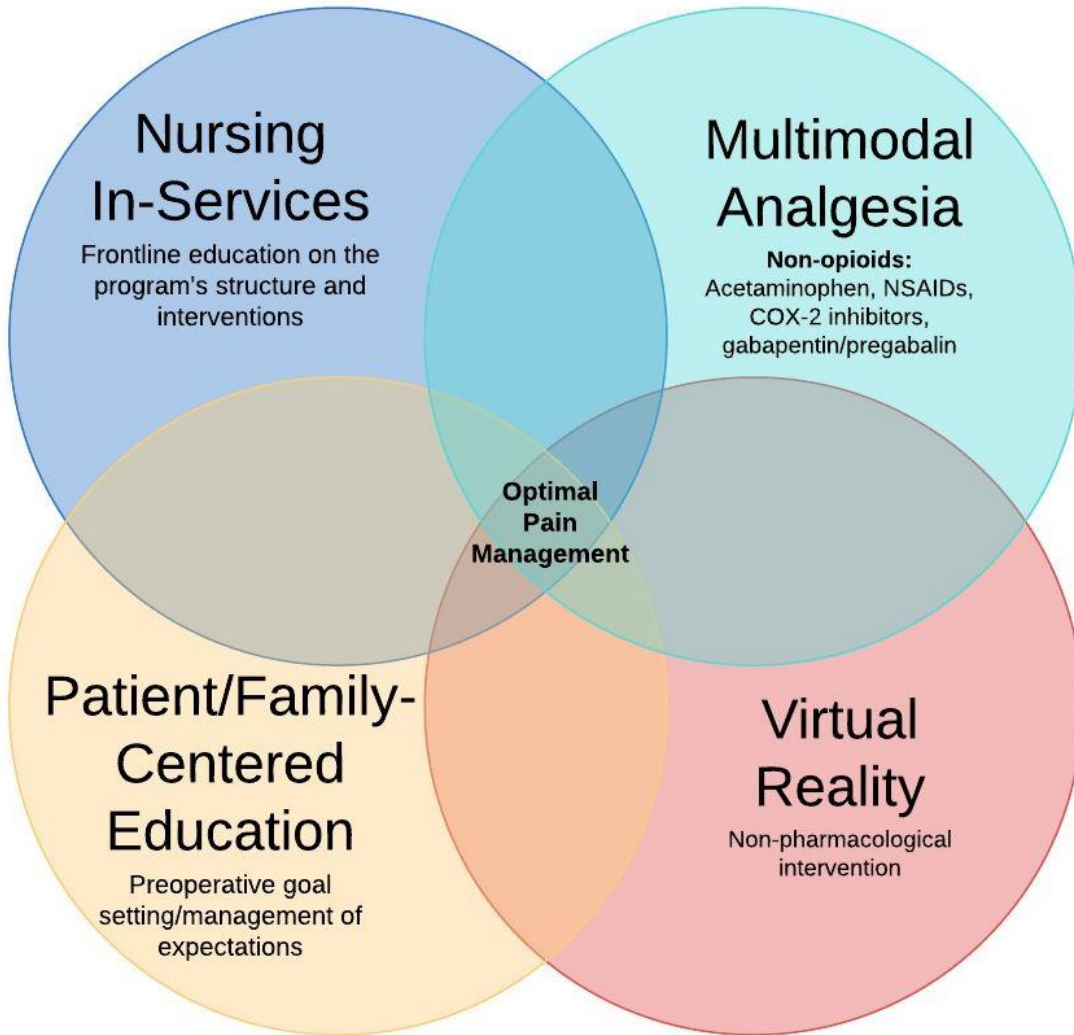 Nursing
In-Services
Frontline education on the
program's structure and
interventions
Multimodal
Analgesia
Non-opioids:
Acetaminophen, NSAIDs,
COX-2 inhibitors,
gabapentin/pregabalin
Optimal
Pain
Management
Patient/Family-
Centered
Education
Preoperative goal
setting/management of
expectations
Virtual
Reality
Non-pharmacological
intervention